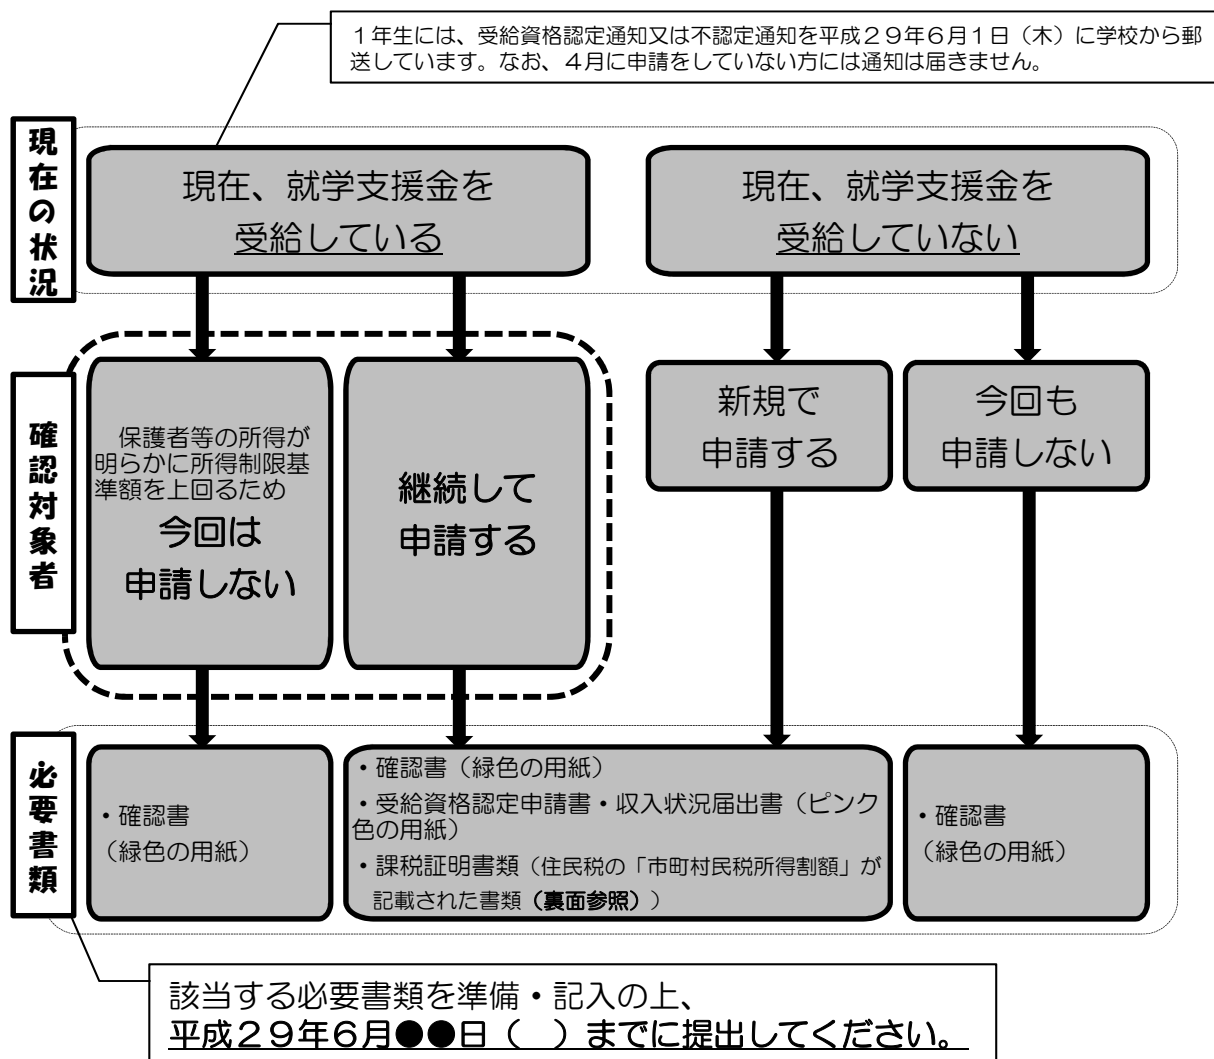 １年生には、受給資格認定通知又は不認定通知を平成２９年６月１日（木）に学校から郵
送しています。なお、４月に申請をしていない方には通知は届きません。
現在の状況
現在、就学支援金を
受給している
現在、就学支援金を
受給していない
確認対象者
保護者等の所得が
明らかに所得制限基
準額を上回るため
今回は
申請しない
継続して
申請する
新規で
申請する
今回も
申請しない
必要書類
・確認書
（緑色の用紙）
・確認書（緑色の用紙）
・受給資格認定申請書・収入状況届出書（ピンク
色の用紙）
・課税証明書類（住民税の「市町村民税所得割額」が
記載された書類（裏面参照））
・確認書
（緑色の用紙）
該当する必要書類を準備・記入の上、
平成２９年６月●●日（　）までに提出してください。